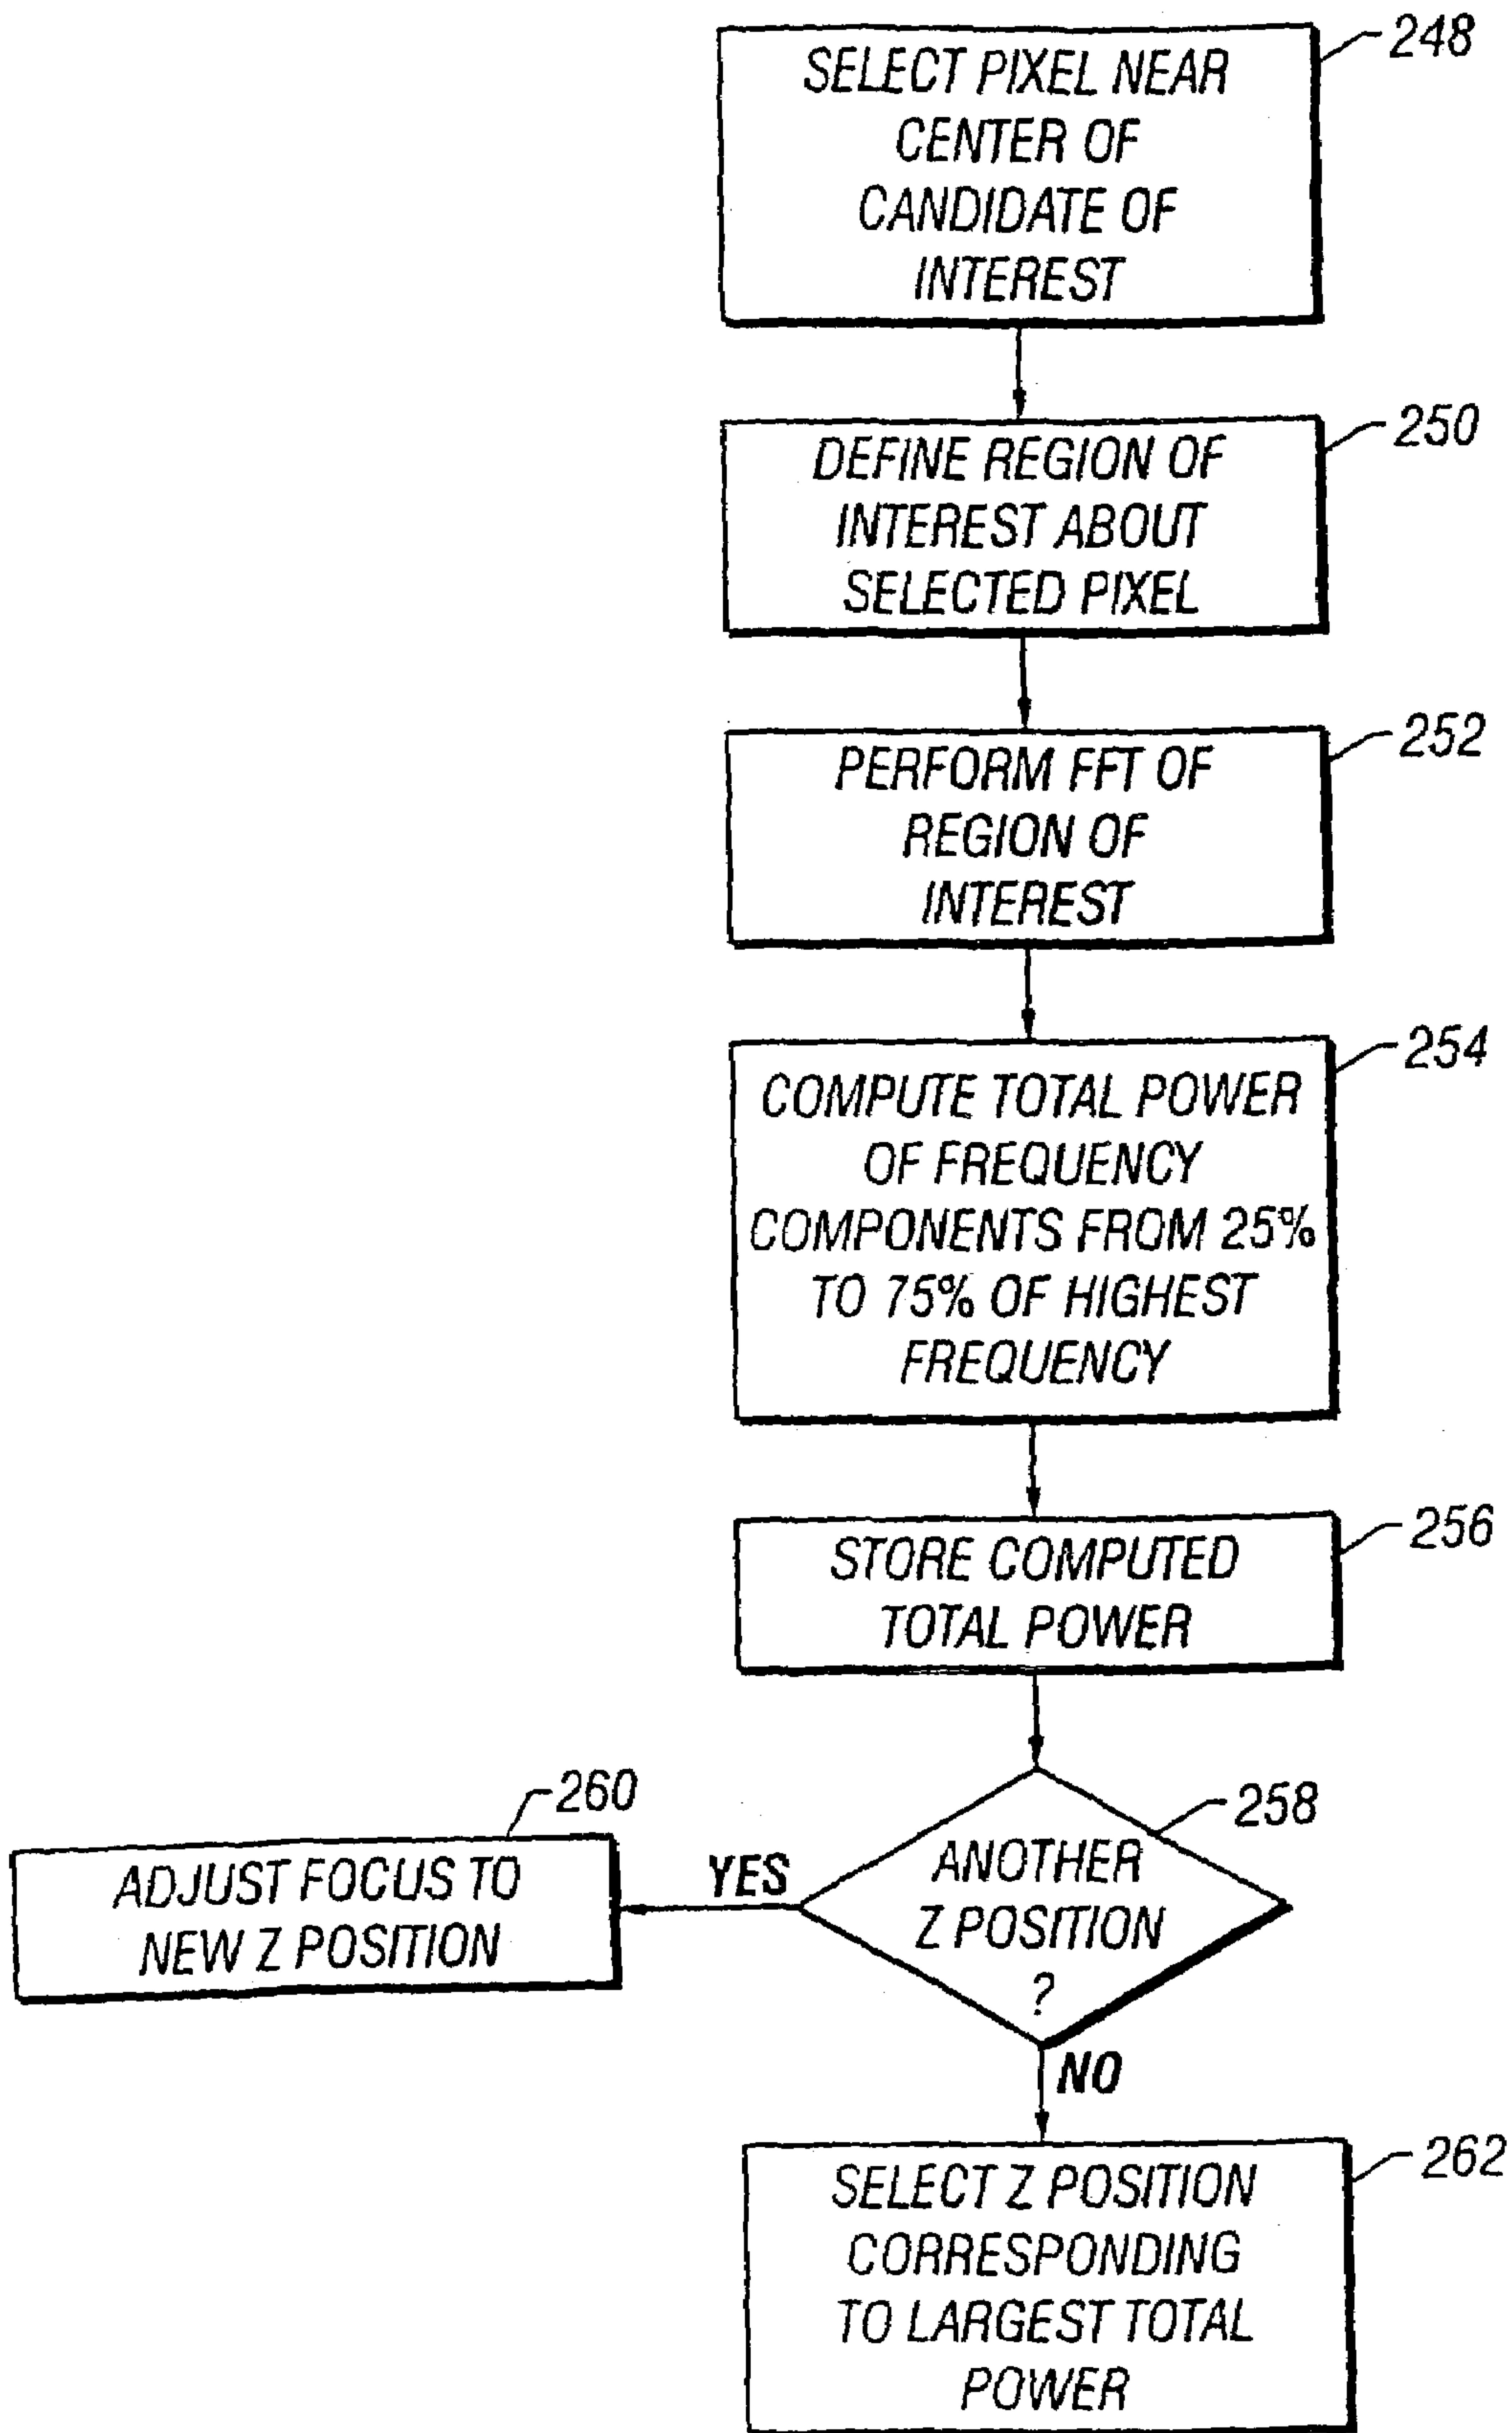 248
SELECT PIXEL NEAR
CENTER OF
CANDIDATE OF
INTEREST
250
DEFINE REGION OF
INTEREST ABOUT
SELECTED PIXEL
252
PERFORM FFT OF
REGION OF
INTEREST
254
COMPUTE TOTAL POWER
OF FREQUENCY
COMPONENTS FROM 25%
TO 75% OF HIGHEST
FREQUENCY
256
STORE COMPUTED
TOTAL POWER
258
ANOTHER
Z POSITION
?
YES
260
ADJUST FOCUS TO
NEW Z POSITION
NO
262
SELECT Z POSITION
CORRESPONDING
TO LARGEST TOTAL
POWER